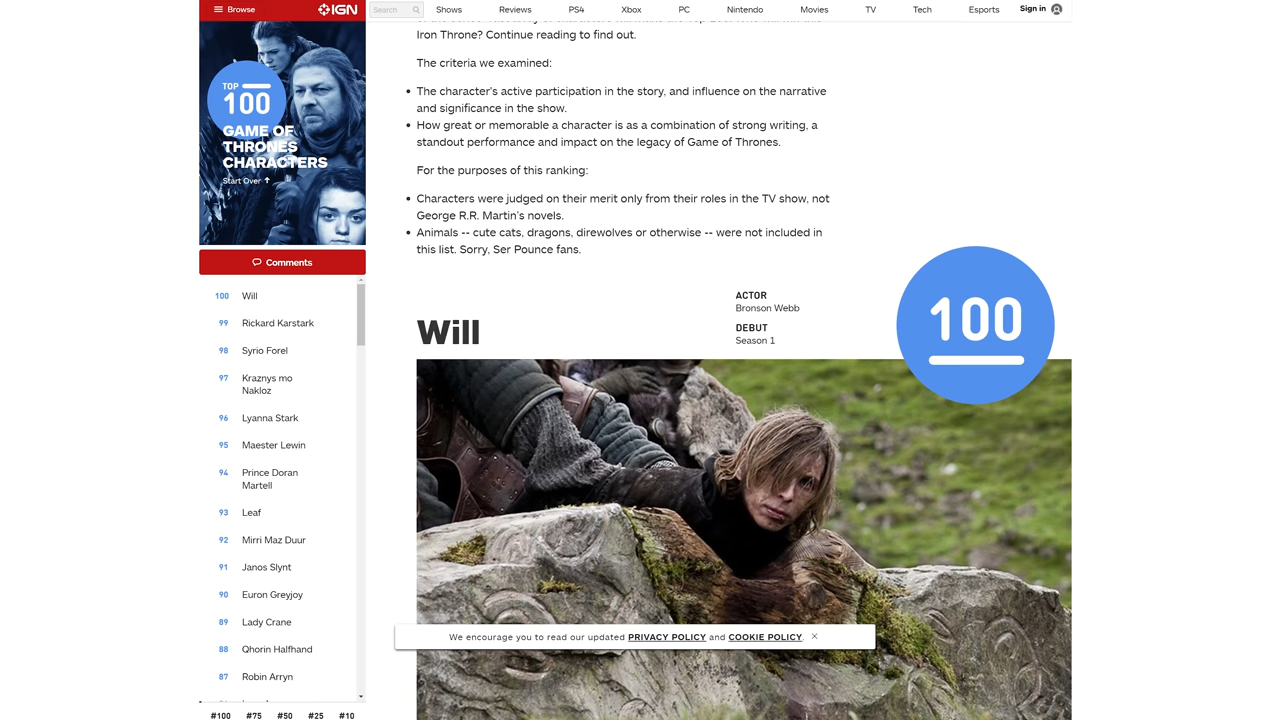 Browse
IGN
Search
Shows
Reviews
PS4
Xbox
PC
Nintendo
Movies
TV
Tech
Esports
Sign in
TOP
100
GAME OF
THRONES
CHARACTERS
Start Over
Comments
100 Will
99 Rickard Karstark
98 Syrio Forel
97 Kraznys mo
Nakloz
96 Lyanna Stark
95 Maester Lewin
94 Prince Doran
Martell
93 Leaf
92 Mirri Maz Duur
91 Janos Slynt
90 Euron Greyjoy
89 Lady Crane
88 Qhorin Halfhand
87 Robin Arryn
#100 #75 #50 #25 #10
Iron Throne? Continue reading to find out.
The criteria we examined:
The character's active participation in the story, and influence on the narrative
and significance in the show.
How great or memorable a character is as a combination of strong writing, a
standout performance and impact on the legacy of Game of Thrones.
For the purposes of this ranking:
Characters were judged on their merit only from their roles in the TV show, not
George R.R. Martin's novels.
Animals -- cute cats, dragons, direwolves or otherwise -- were not included in
this list. Sorry, Ser Pounce fans.
Will
ACTOR
Bronson Webb
DEBUT
Season 1
100
We encourage you to read our updated PRIVACY POLICY and COOKIE POLICY.